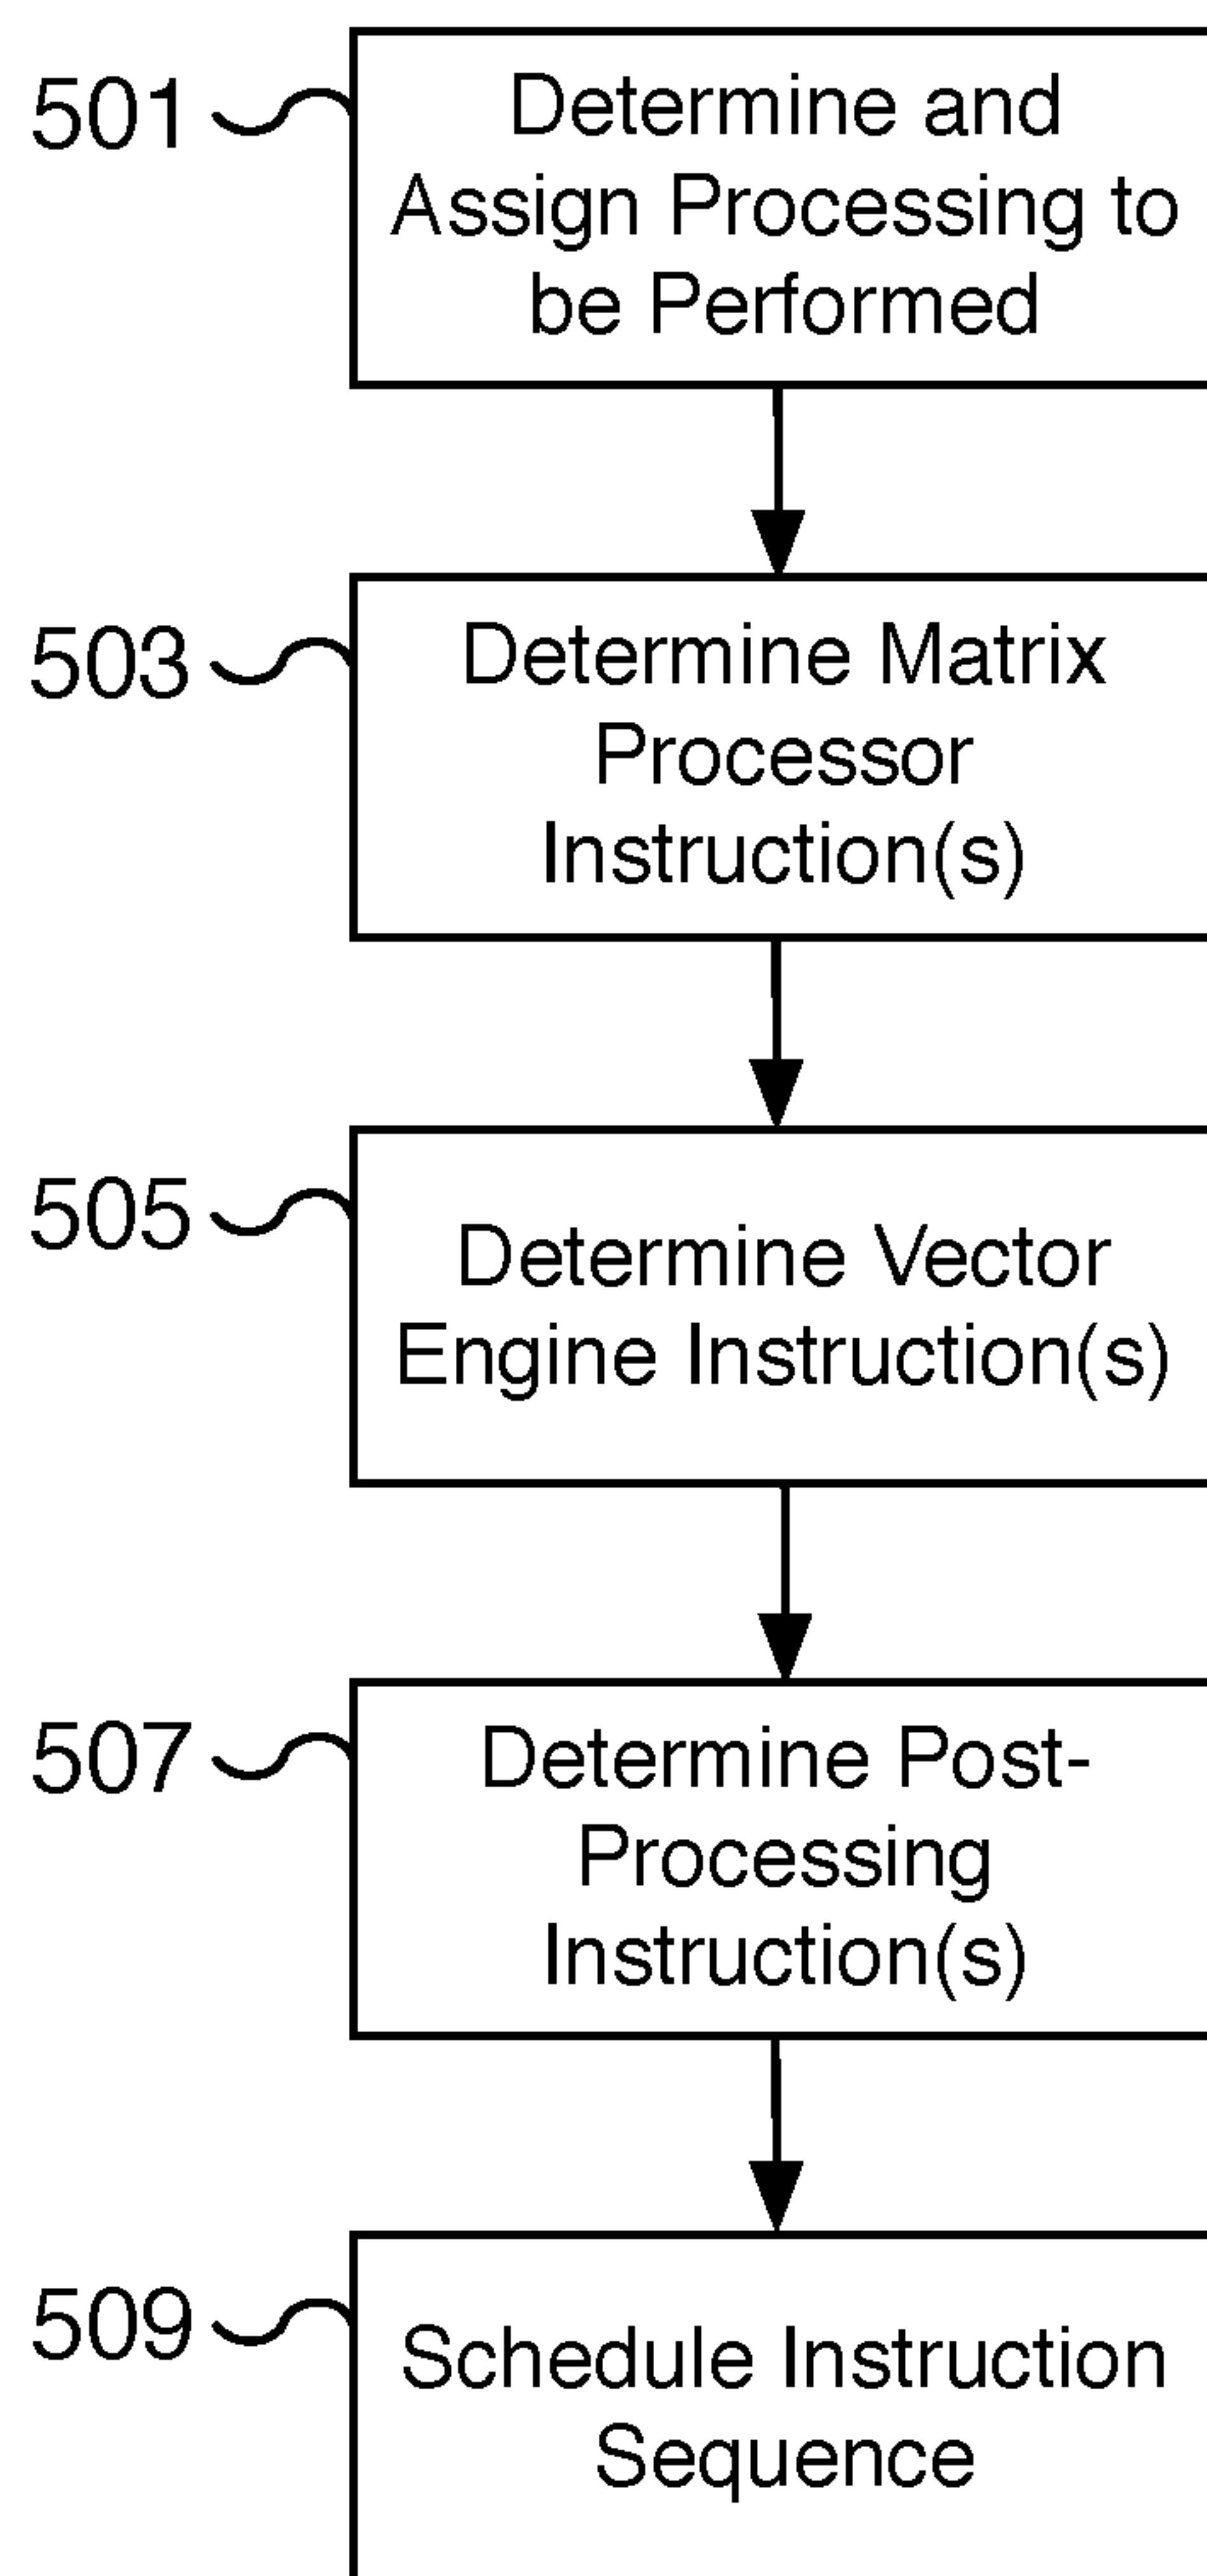 501
Determine and
Assign Processing to
be Performed
503
Determine Matrix
Processor
Instruction(s)
505
Determine Vector
Engine Instruction(s)
507
Determine Post-
Processing
Instruction(s)
509
Schedule Instruction
Sequence